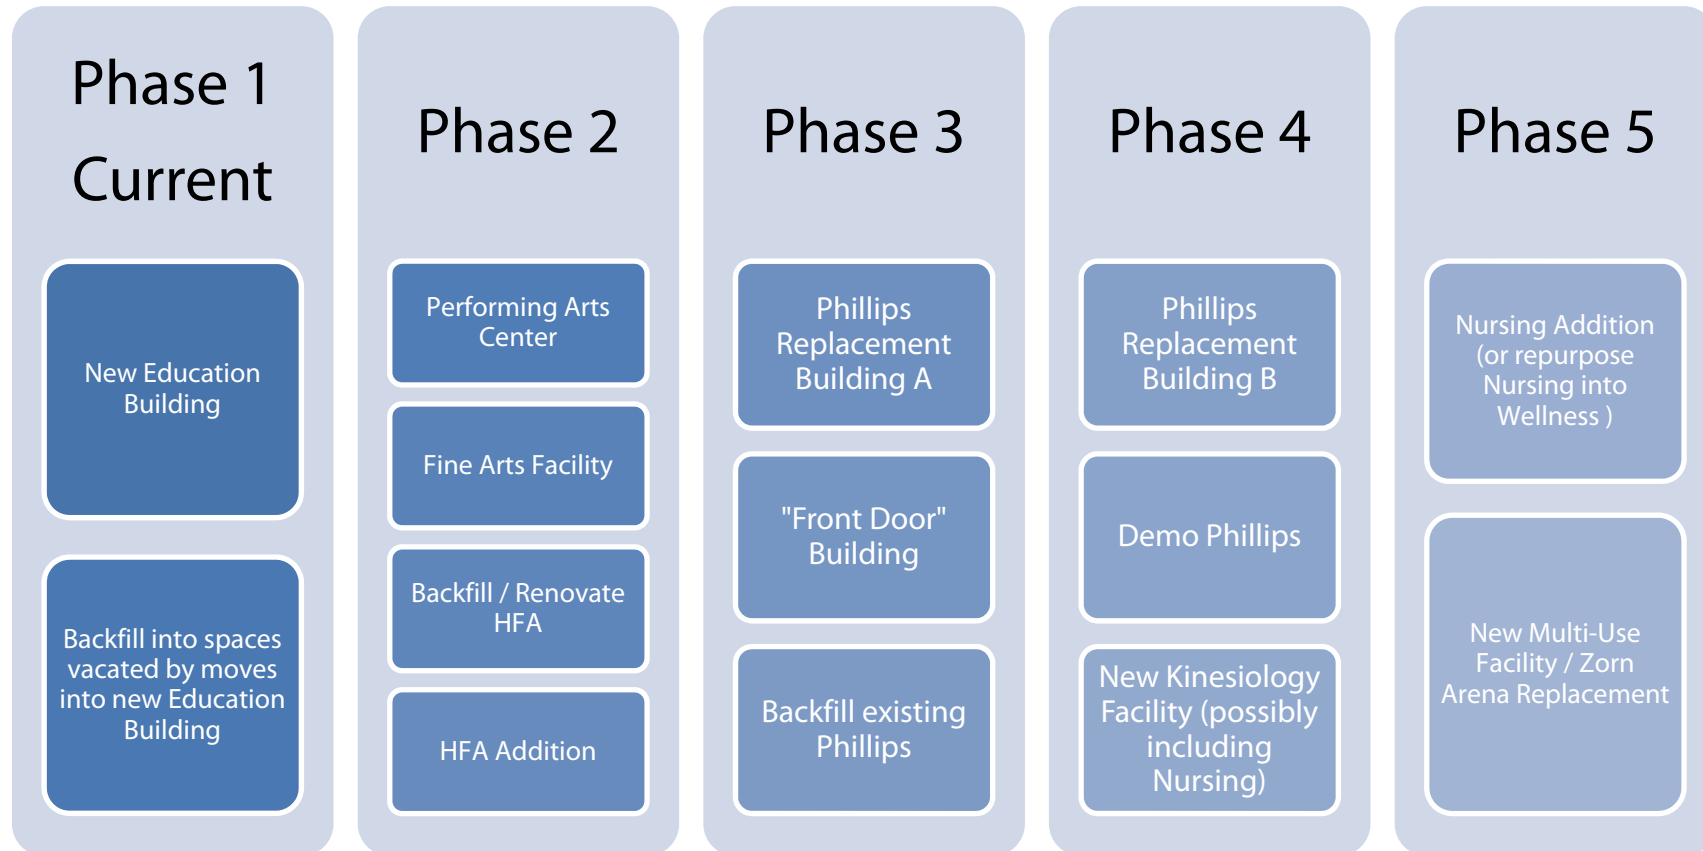 Phase 1
Current
New Education
Building
Backfill into spaces
vacated by moves
into new Education
Building
Phase 2
Performing Arts
Center
Fine Arts Facility
Backfill / Renovate
HFA
HFA Addition
Phase 3
Phillips
Replacement
Building A
"Front Door"
Building
Backfill existing
Phillips
Phase 4
Phillips
Replacement
Building B
Demo Phillips
New Kinesiology
Facility (possibly
including
Nursing)
Phase 5
Nursing Addition
(or repurpose
Nursing into
Wellness )
New Multi-Use
Facility / Zorn
Arena Replacement